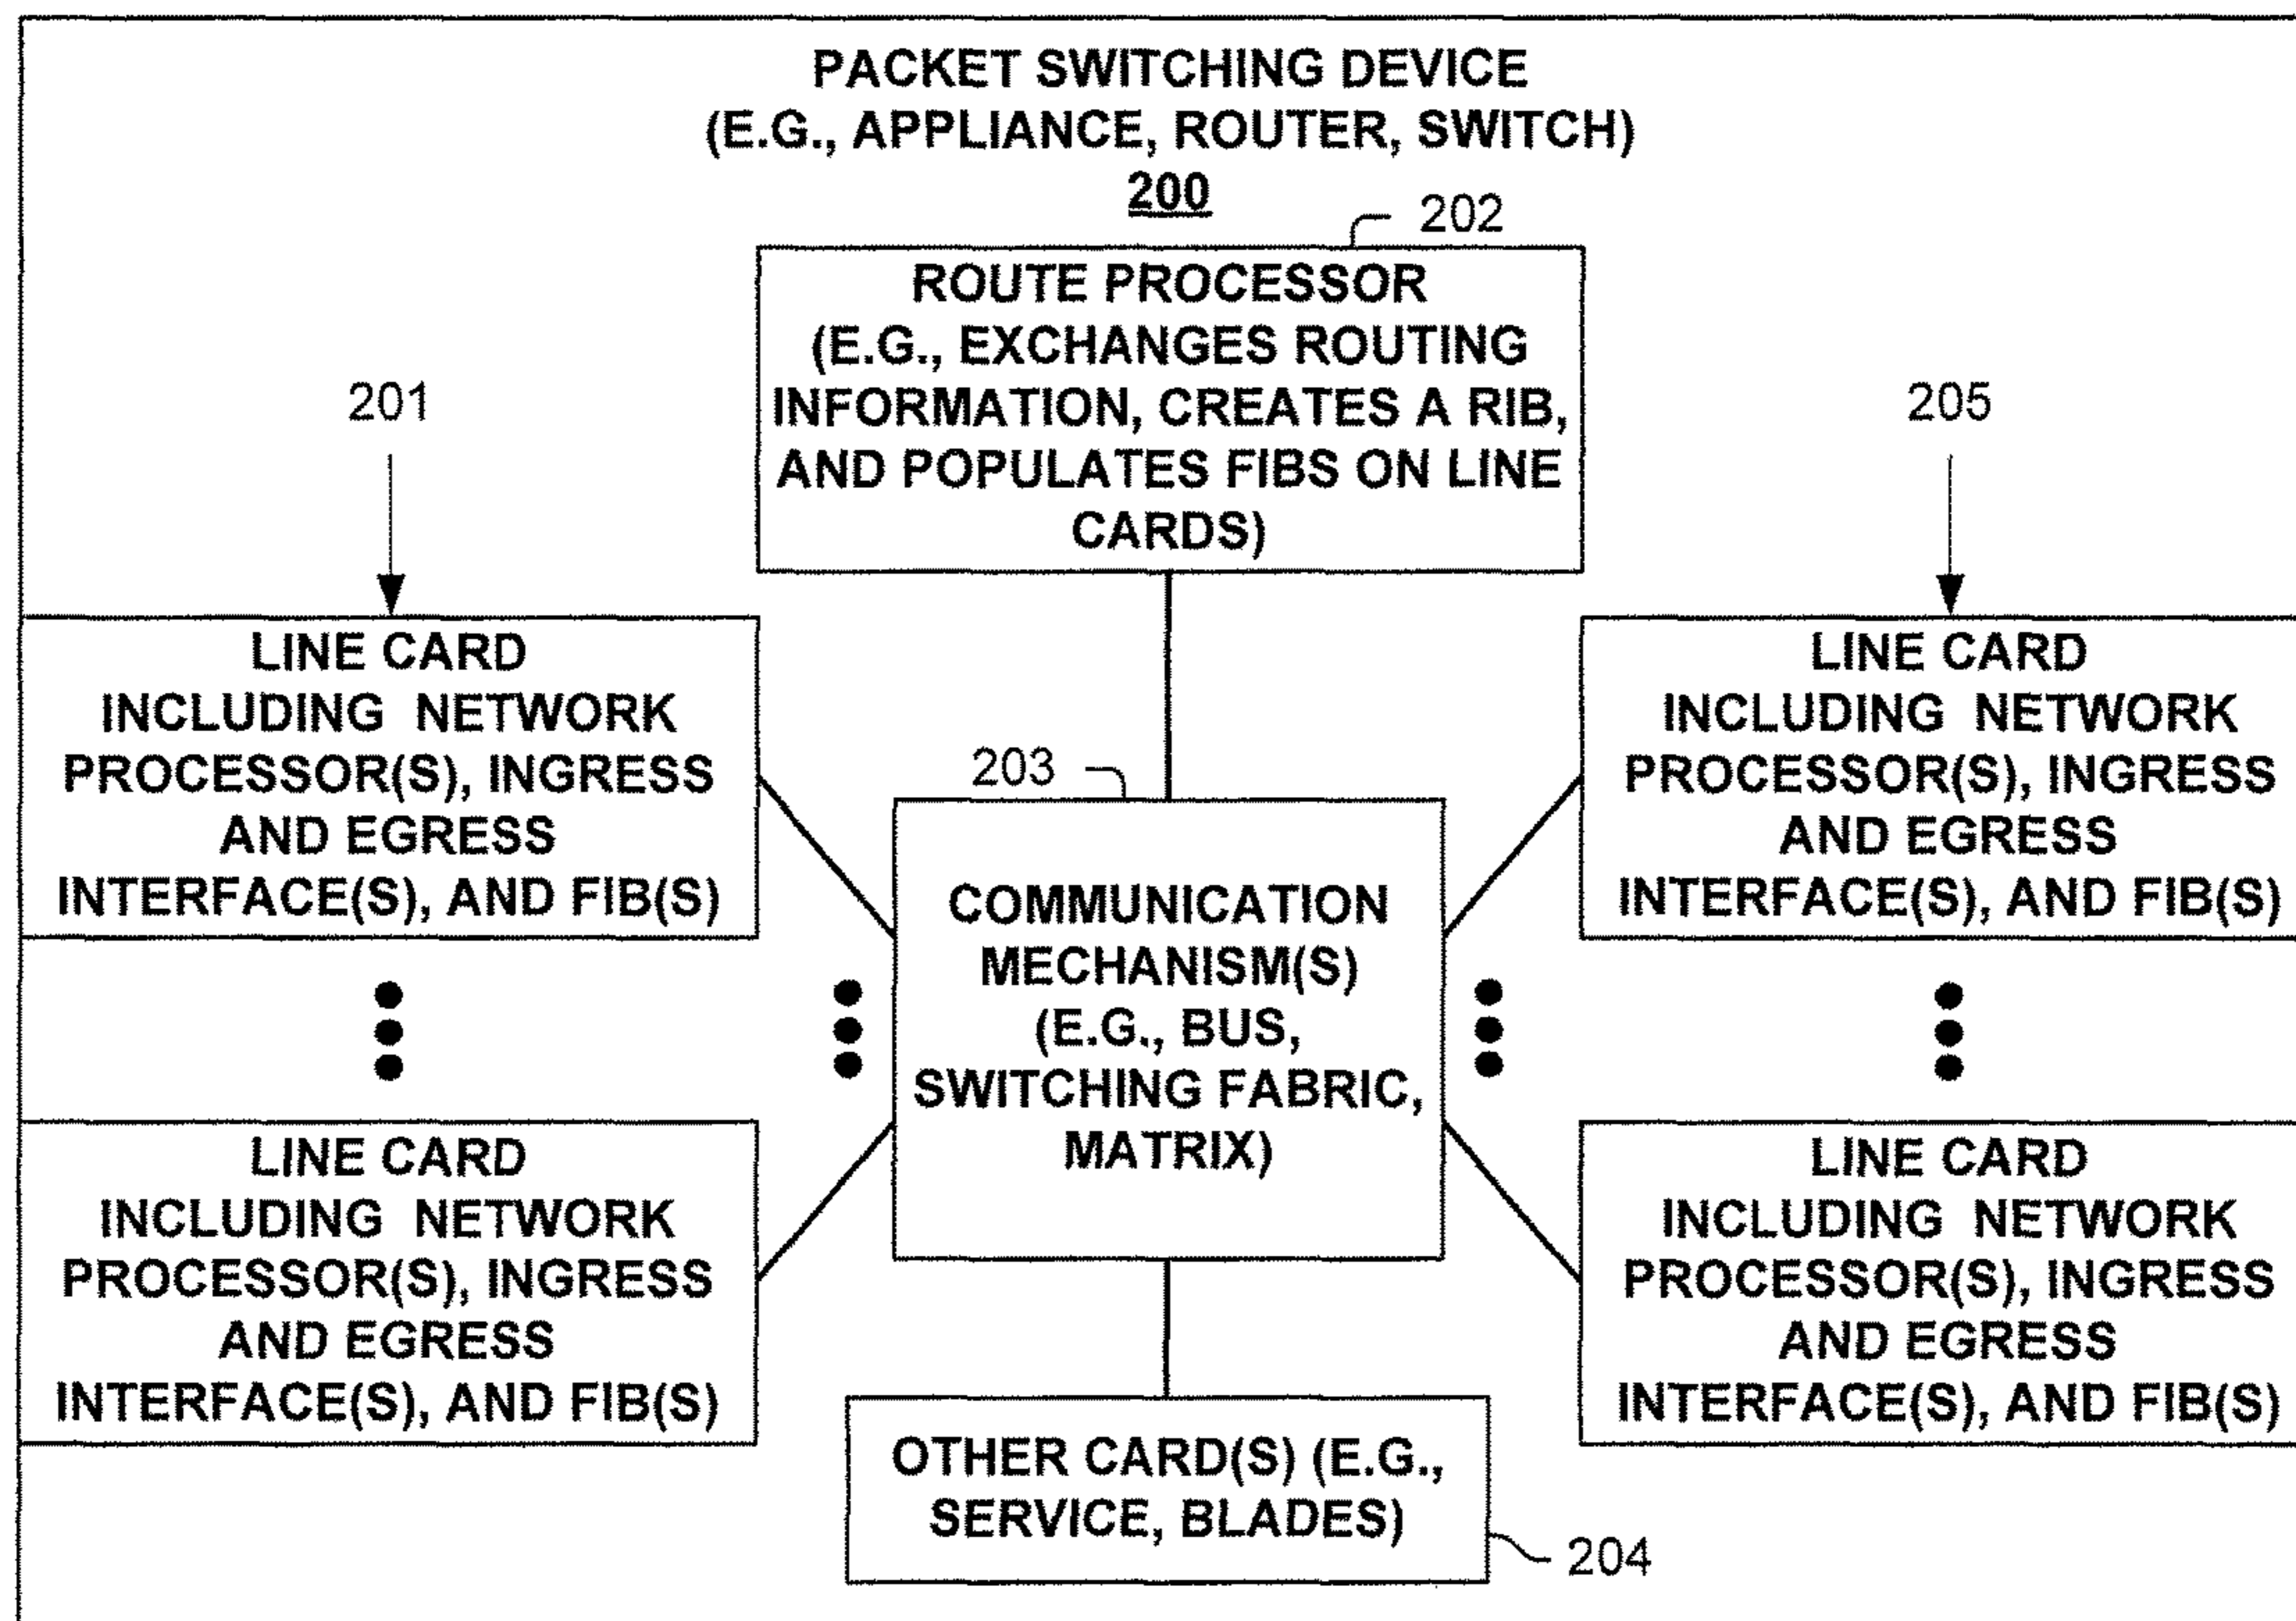 PACKET SWITCHING DEVICE
(E.G., APPLIANCE, ROUTER, SWITCH)
200
202
ROUTE PROCESSOR
(E.G., EXCHANGES ROUTING
INFORMATION, CREATES A RIB,
AND POPULATES FIBS ON LINE
CARDS)
201
LINE CARD
INCLUDING NETWORK
PROCESSOR(S), INGRESS
AND EGRESS
INTERFACE(S), AND FIB(S)
205
LINE CARD
INCLUDING NETWORK
PROCESSOR(S), INGRESS
AND EGRESS
INTERFACE(S), AND FIB(S)
203
COMMUNICATION
MECHANISM(S)
(E.G., BUS,
SWITCHING FABRIC,
MATRIX)
LINE CARD
INCLUDING NETWORK
PROCESSOR(S), INGRESS
AND EGRESS
INTERFACE(S), AND FIB(S)
LINE CARD
INCLUDING NETWORK
PROCESSOR(S), INGRESS
AND EGRESS
INTERFACE(S), AND FIB(S)
OTHER CARD(S) (E.G.,
SERVICE, BLADES)
204